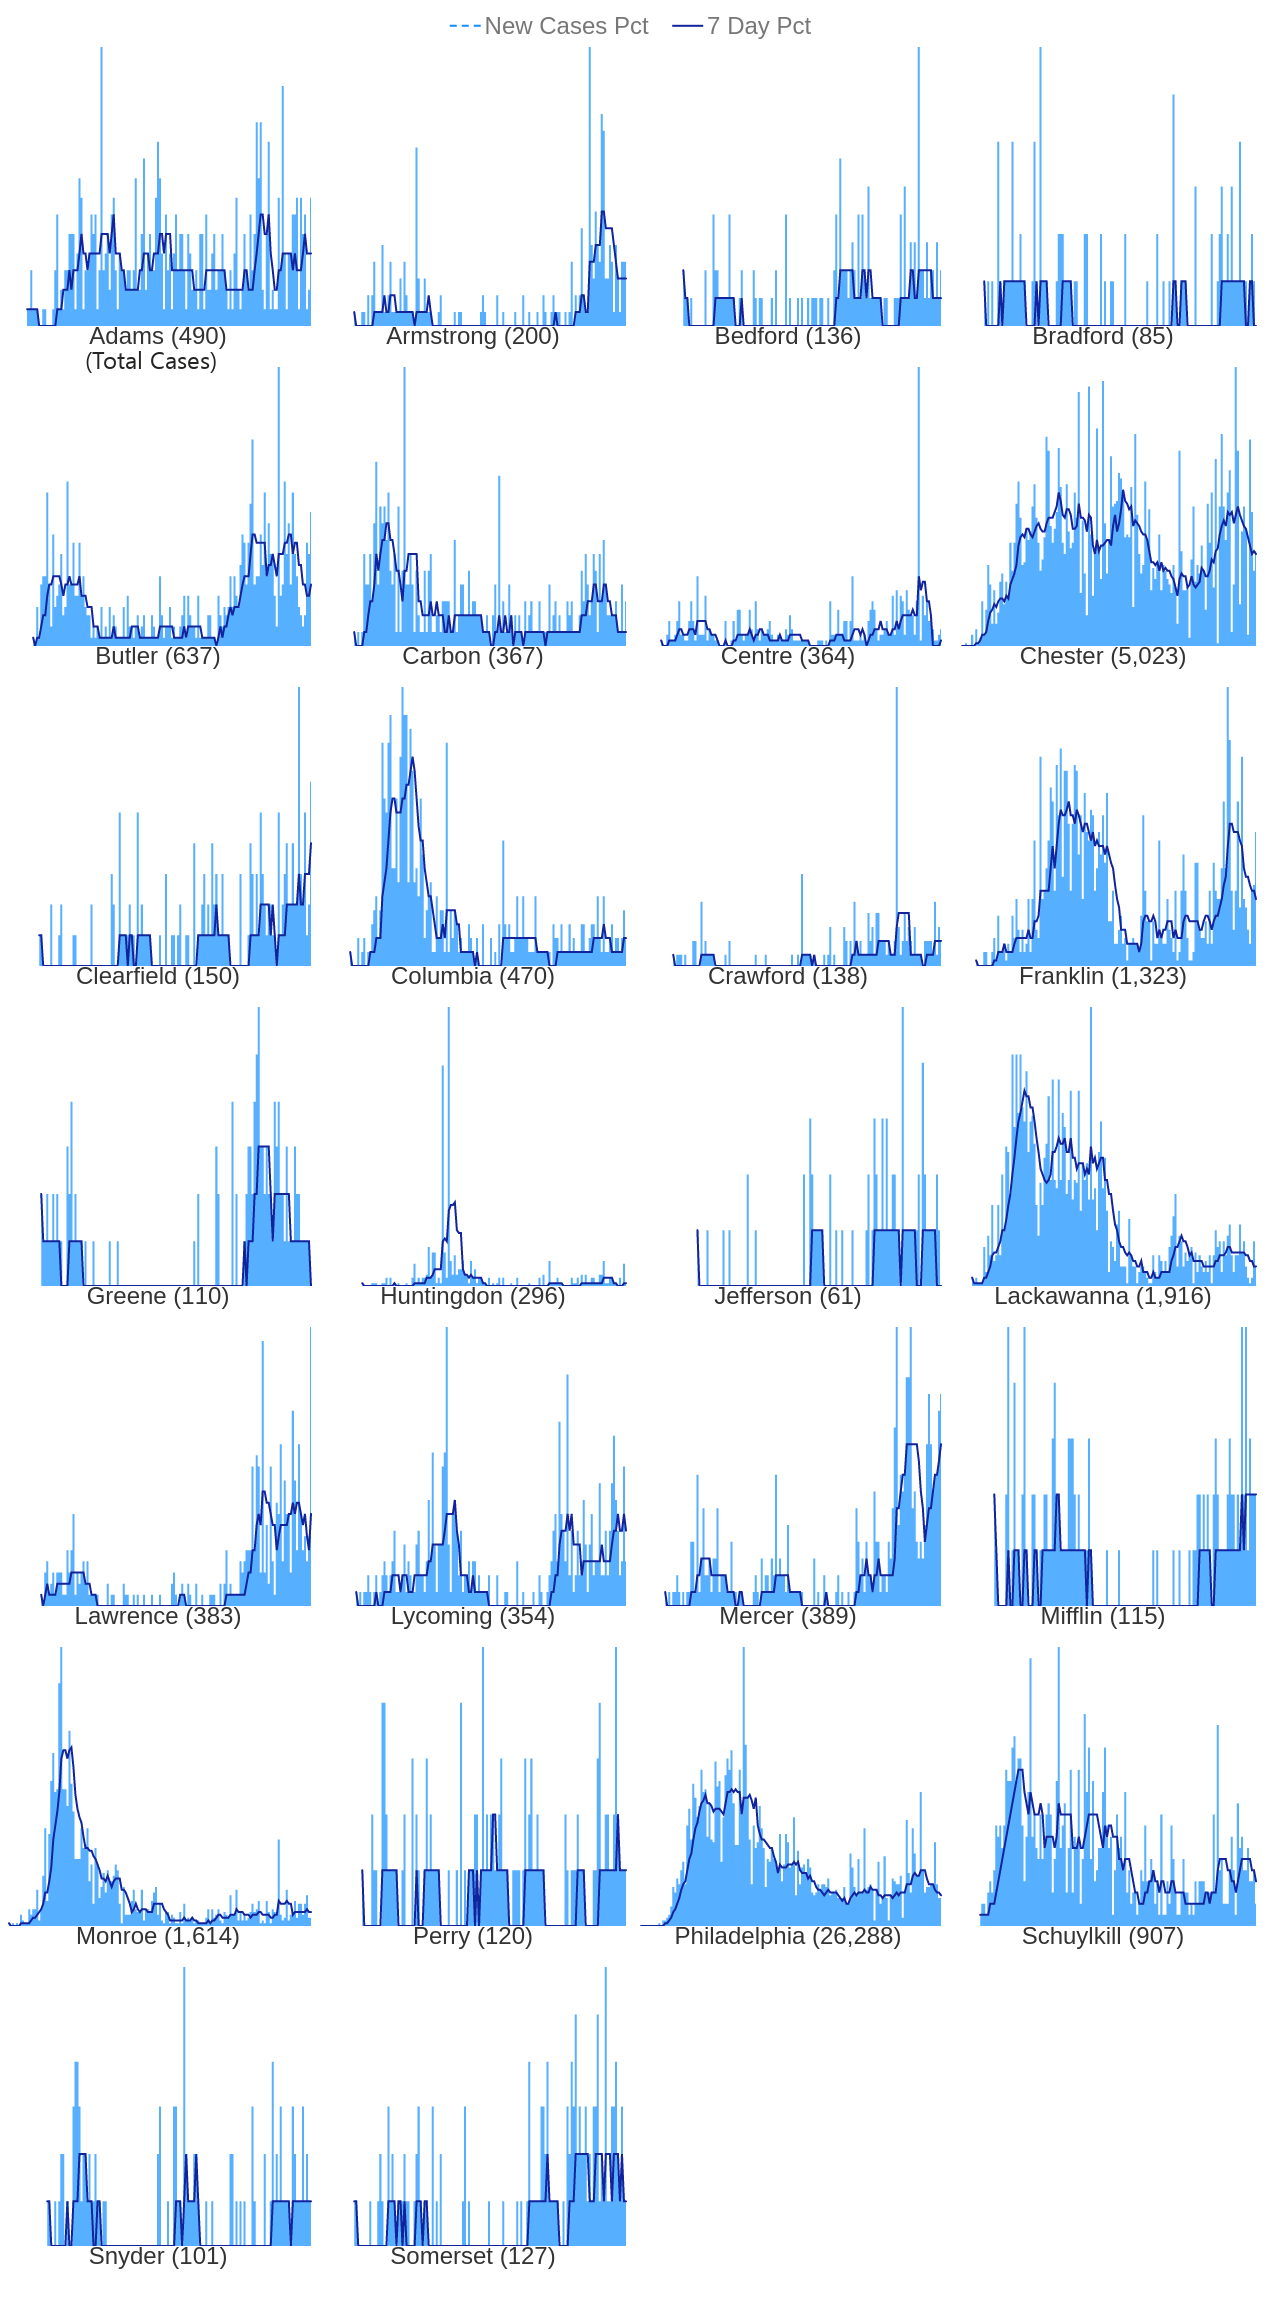 New Cases Pct 7 Day Pct
Adams (490) Armstrong (200) Bedford (136) Bradford (85)
(Total Cases)
Butler (637) Carbon (367) Centre (364) Chester (5,023)
Clearfield (150) Columbia (470) Crawford (138) Franklin (1,323)
Greene (110) Huntingdon (296) Jefferson (61) Lackawanna (1,916)
Lawrence (383) Lycoming (354) Mercer (389) Mifflin (115)
Monroe (1,614) Perry (120) Philadelphia (26,288) Schuylkill (907)
Snyder (101) Somerset (127)